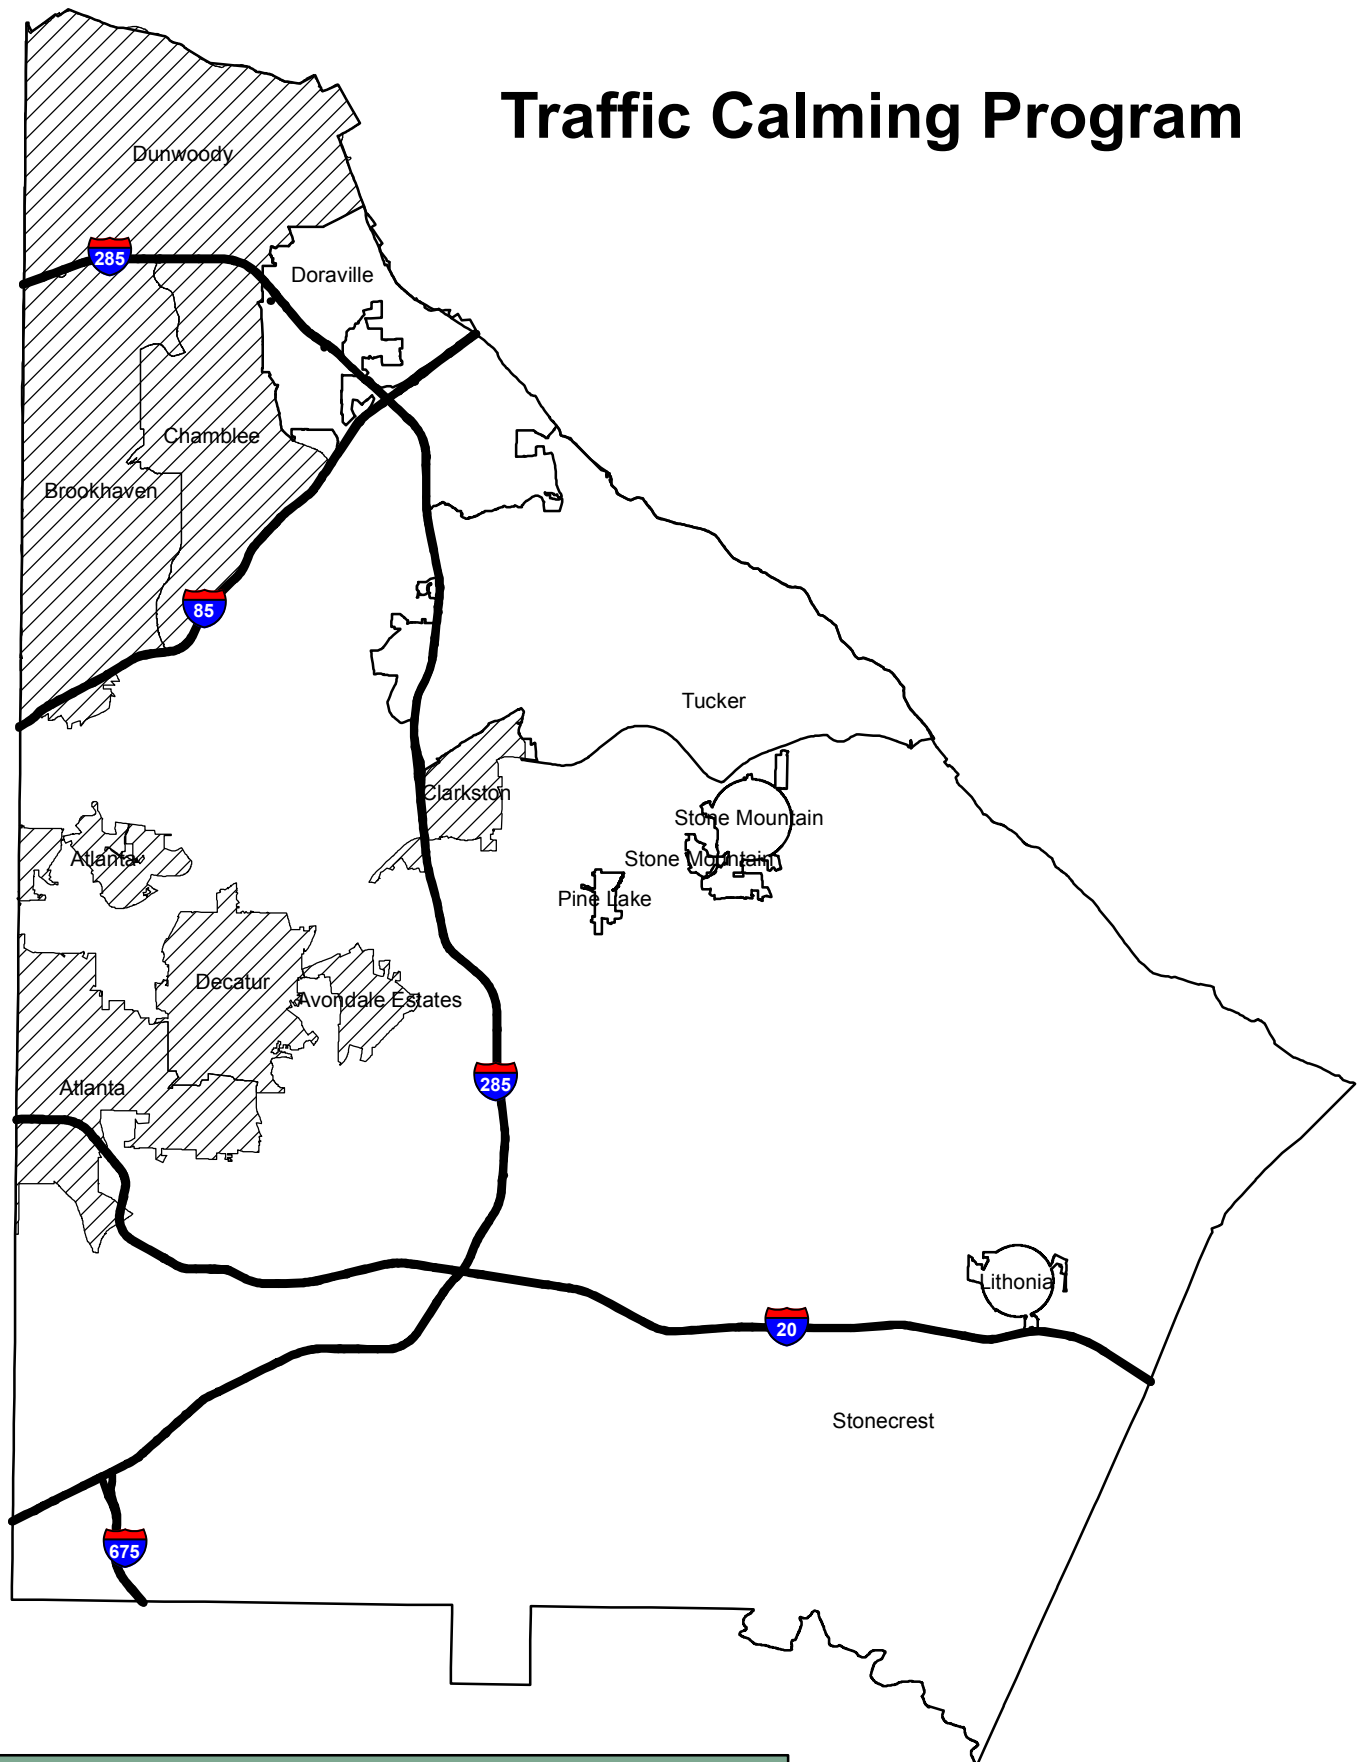 Traffic Calming Program
Dunwoody
285
Doraville
Chamblee
Brookhaven
85
Tucker
Clarkston
Stone Mountain
Atlanta
Stone Mountain
Pine Lake
Decatur
Avondale Estates
285
Atlanta
Lithonia
20
Stonecrest
675